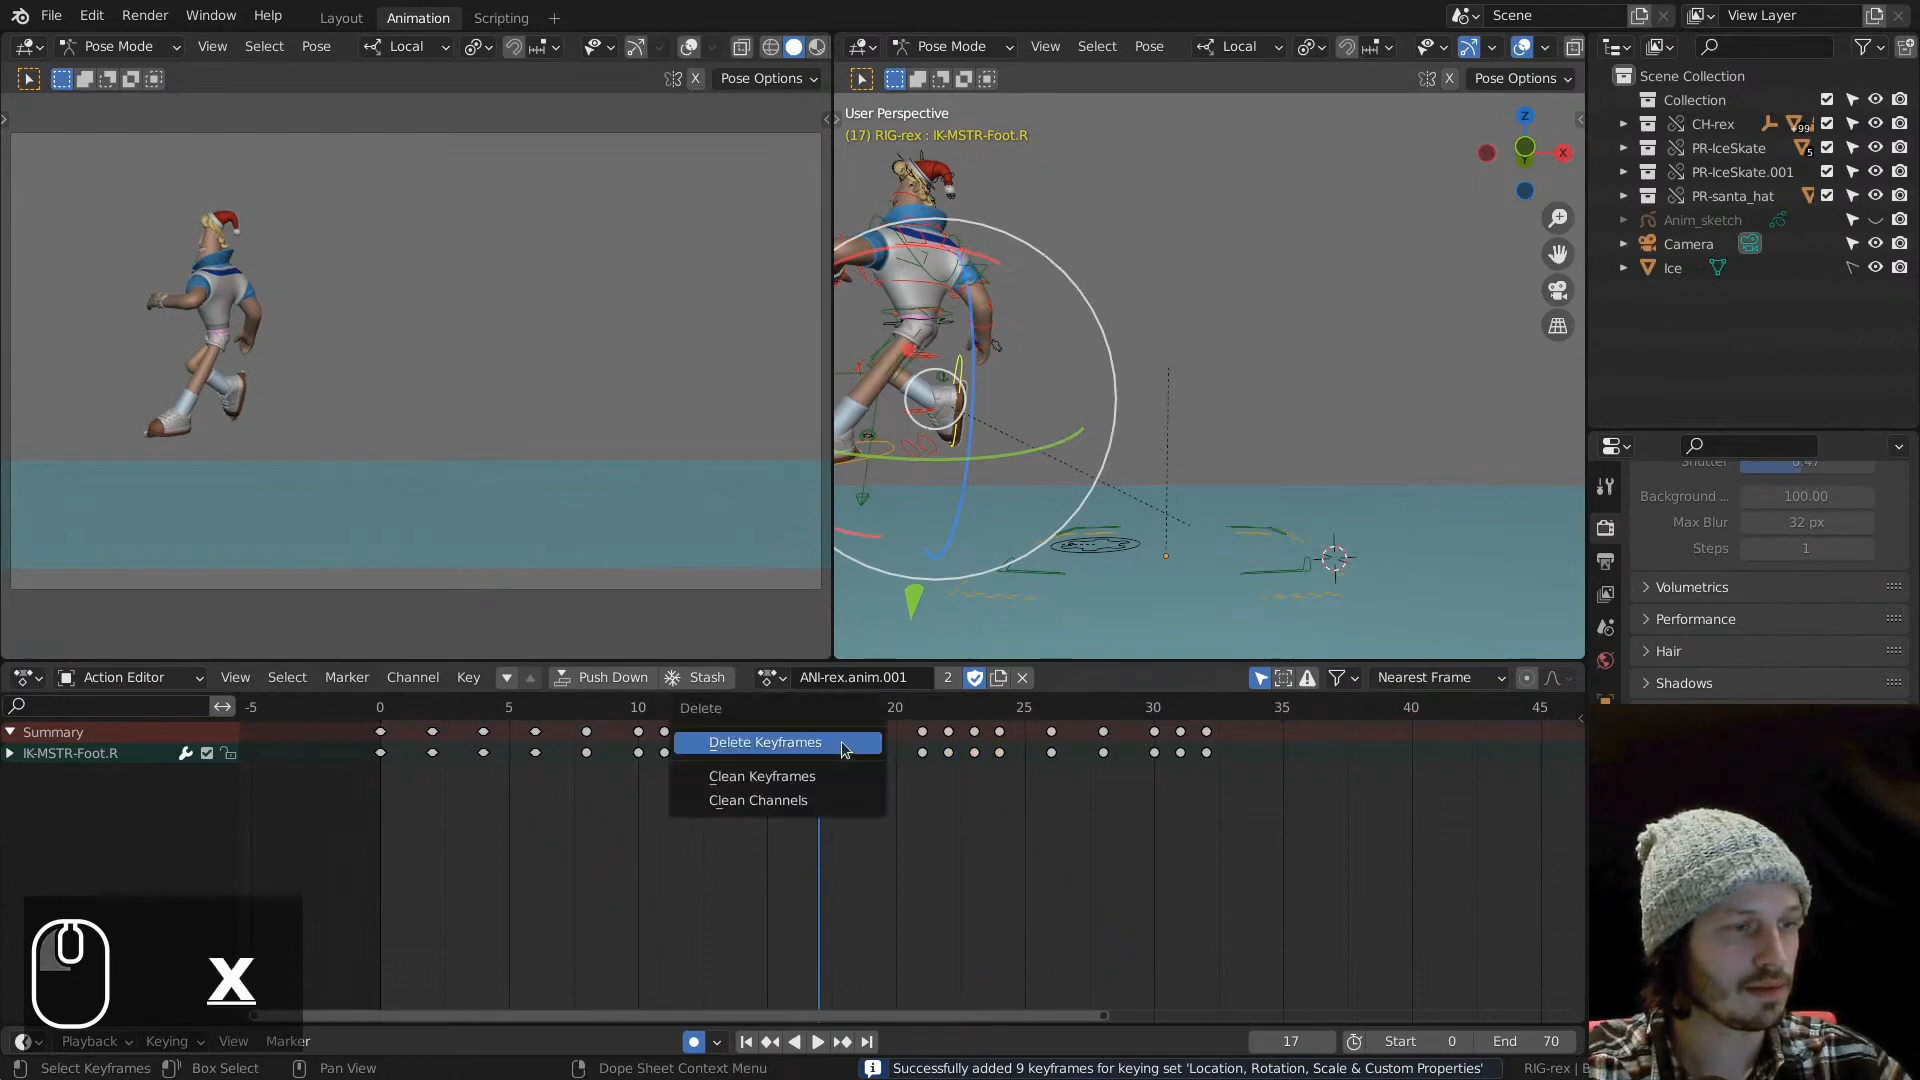 File Edit Render Window Help Layout Animation Scripting + Scene View Layer
Pose Mode View Select Pose Local Pose Mode View Select Pose Local
X Pose Options X Pose Options
Scene Collection
Collection
CH-rex 99
PR-IceSkate 5
PR-IceSkate.001
PR-santa_hat
Anim_sketch
Camera
Ice
User Perspective
(17) RIG-rex : IK-MSTR-Foot.R
Z
X
Y
Shutter 0.47
Background ... 100.00
Max Blur 32 px
Steps 1
Volumetrics
Performance
Hair
Shadows
Action Editor View Select Marker Channel Key Push Down Stash ANI-rex.anim.001 2 Nearest Frame
-5 0 5 10 20 25 30 35 40 45
Summary
IK-MSTR-Foot.R
Delete
Delete Keyframes
Clean Keyframes
Clean Channels
X
Playback Keying View Marker 17 Start 0 End 70
Select Keyframes Box Select Pan View Dope Sheet Context Menu Successfully added 9 keyframes for keying set 'Location, Rotation, Scale & Custom Properties' RIG-rex | B